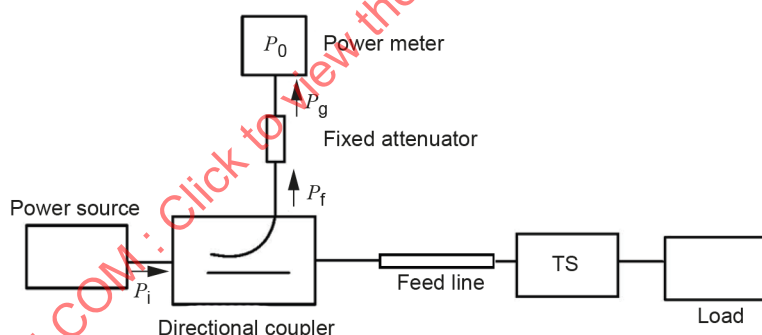 P0
Power meter
Pg
Fixed attenuator
Pf
Power source
Pi
Feed line
TS
Load
Directional coupler
COM : Click to view the